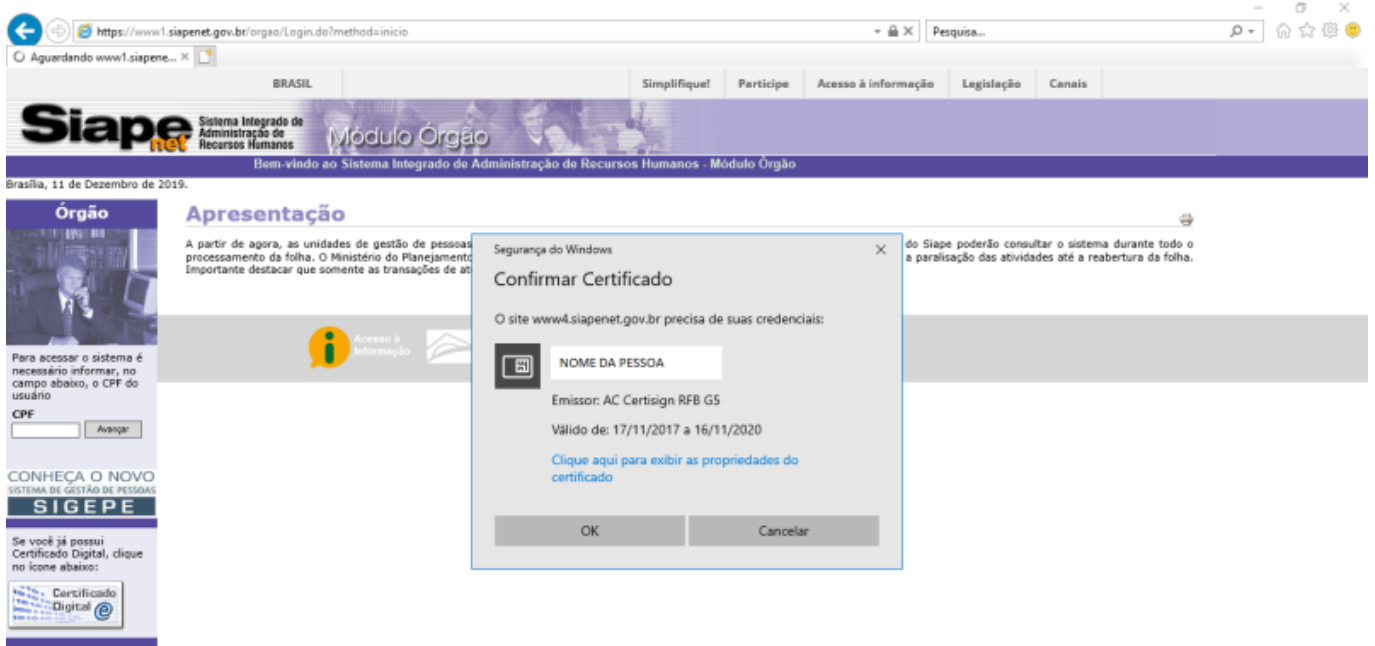 https://www1.siapenet.gov.br/orgao/Login.do?method=inicio
Pesquisa...
Aguardando www1.siapene...
BRASIL
Simplifique!
Participe
Acesso à informação
Legislação
Canais
Siape
net
Sistema Integrado de
Administração de
Recursos Humanos
Módulo Órgão
Bem-vindo ao Sistema Integrado de Administração de Recursos Humanos - Módulo Órgão
Brasília, 11 de Dezembro de 2019.
Órgão
Para acessar o sistema é
necessário informar, no
campo abaixo, o CPF do
usuário
CPF
Avançar
CONHEÇA O NOVO
SISTEMA DE GESTÃO DE PESSOAS
SIGEPE
Se você já possui
Certificado Digital, clique
no ícone abaixo:
Certificado
Digital
Apresentação
A partir de agora, as unidades de gestão de pessoas do Siape poderão consultar o sistema durante todo o
processamento da folha. O Ministério do Planejamento a paralisação das atividades até a reabertura da folha.
Importante destacar que somente as transações de at
Acesso à
Informação
Segurança do Windows
Confirmar Certificado
O site www4.siapenet.gov.br precisa de suas credenciais:
NOME DA PESSOA
Emissor: AC Certisign RFB G5
Válido de: 17/11/2017 a 16/11/2020
Clique aqui para exibir as propriedades do
certificado
OK
Cancelar